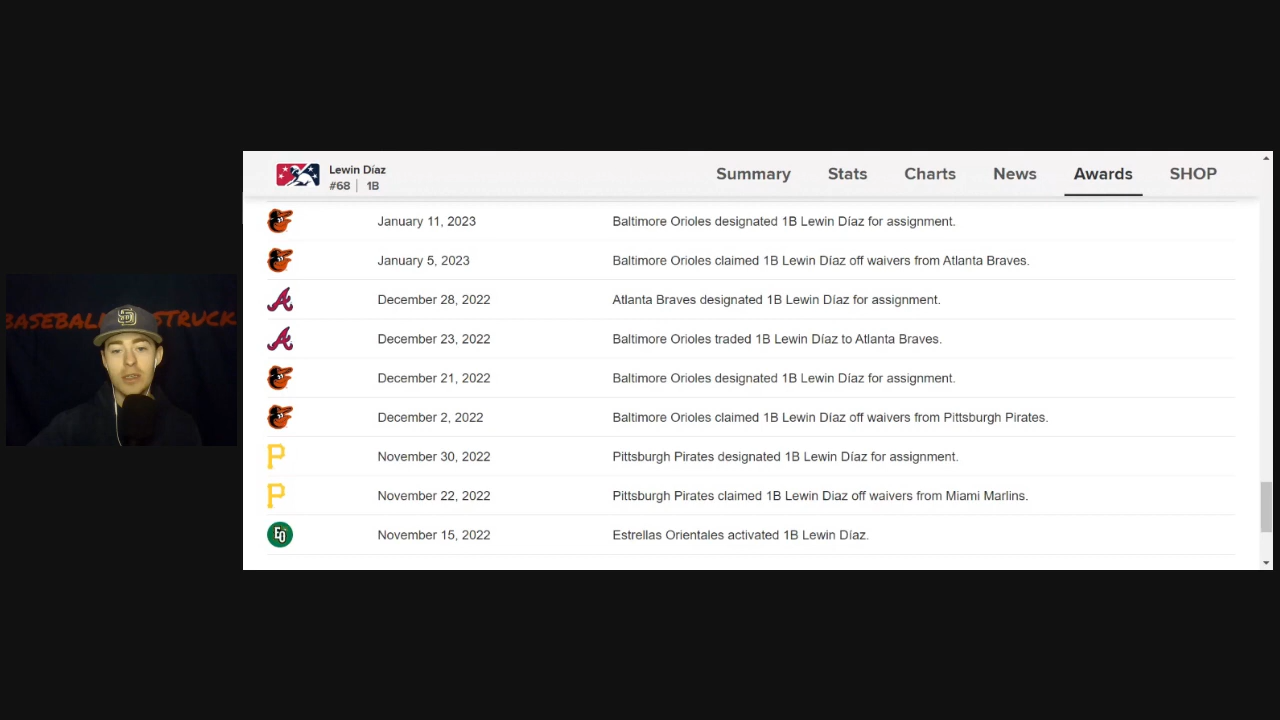 Lewin Díaz
#68 | 1B
Summary
Stats
Charts
News
Awards
SHOP
January 11, 2023 Baltimore Orioles designated 1B Lewin Díaz for assignment.
January 5, 2023 Baltimore Orioles claimed 1B Lewin Díaz off waivers from Atlanta Braves.
December 28, 2022 Atlanta Braves designated 1B Lewin Díaz for assignment.
December 23, 2022 Baltimore Orioles traded 1B Lewin Díaz to Atlanta Braves.
December 21, 2022 Baltimore Orioles designated 1B Lewin Díaz for assignment.
December 2, 2022 Baltimore Orioles claimed 1B Lewin Díaz off waivers from Pittsburgh Pirates.
P November 30, 2022 Pittsburgh Pirates designated 1B Lewin Díaz for assignment.
P November 22, 2022 Pittsburgh Pirates claimed 1B Lewin Diaz off waivers from Miami Marlins.
EO November 15, 2022 Estrellas Orientales activated 1B Lewin Díaz.
BASEBALL STRUCK
SD